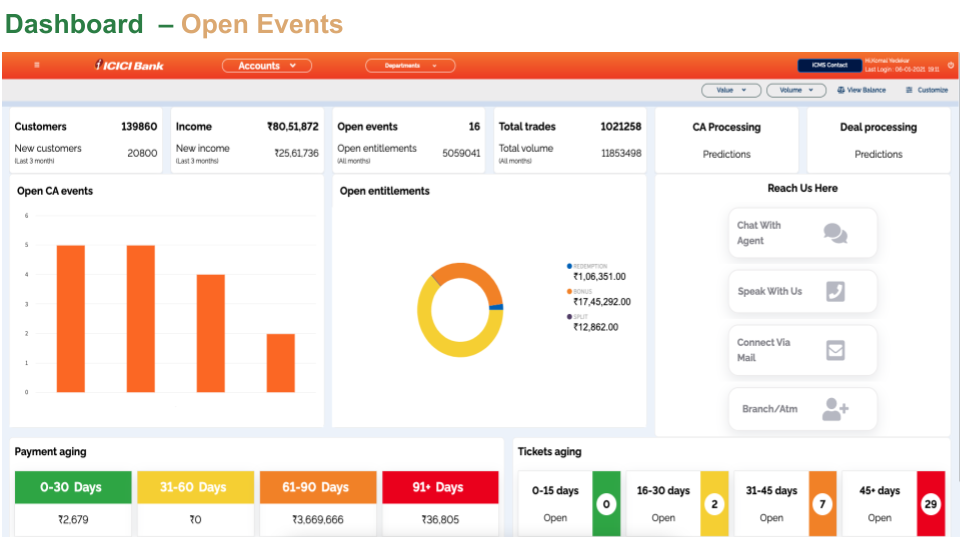 Dashboard – Open Events
ICICI Bank
Accounts
Departments
ICMS Contact
Last Login : 06-03-2021, 19:11
Value
Volume
View Balance
Customize
Customers 139860
New customers 20800
(Last 3 month)
Income ₹80,51,872
New income ₹25,61,736
(Last 3 month)
Open events 16
Open entitlements 5059041
(All months)
Total trades 1021258
Total volume 11853498
(All months)
CA Processing
Predictions
Deal processing
Predictions
Open CA events
6
5
4
3
2
1
0
Open entitlements
REDEMPTION
₹1,06,351.00
BONUS
₹17,45,292.00
SPLIT
₹12,862.00
Reach Us Here
Chat With
Agent
Speak With Us
Connect Via
Mail
Branch/Atm
Payment aging
0-30 Days
₹2,679
31-60 Days
₹0
61-90 Days
₹3,669,666
91+ Days
₹36,805
Tickets aging
0-15 days
Open
0
16-30 days
Open
2
31-45 days
Open
7
45+ days
Open
29